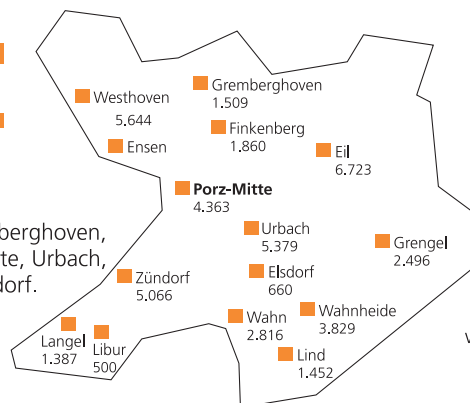 Gremberghoven
1.509
Westhoven
5.644
Finkenberg
1.860
Ensen
Eil
6.723
Porz-Mitte
4.363
berghoven,
rte, Urbach,
dorf.
Urbach
5.379
Grengel
2.496
Elsdorf
660
Zündorf
5.066
Wahn
2.816
Wahnheide
3.829
Langel
1.387
Libur
500
Lind
1.452